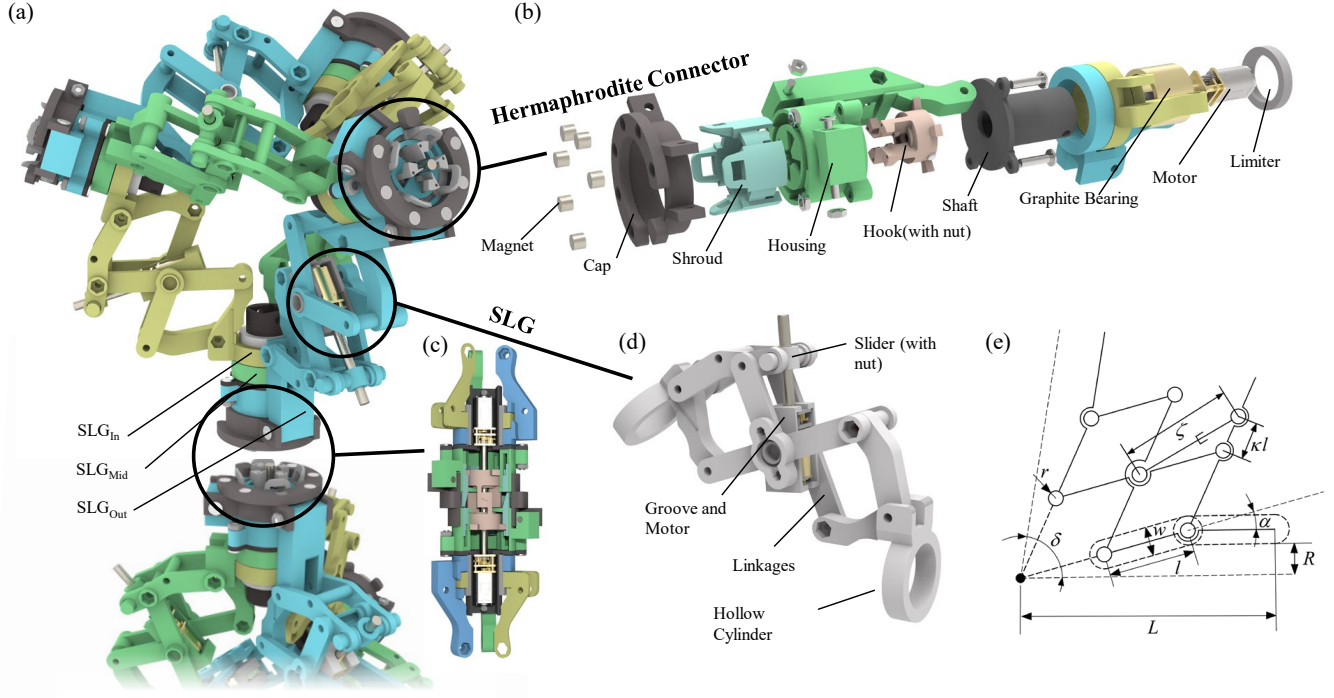 (a)
(b)
Hermaphrodite Connector
Magnet
Cap
Shroud
Housing
Hook(with nut)
Shaft
Graphite Bearing
Motor
Limiter
SLG
(c)
SLG_In
SLG_Mid
SLG_Out
(d)
Slider (with
nut)
Groove and
Motor
Linkages
Hollow
Cylinder
(e)
ζ
κl
r
δ
w
l
α
R
L